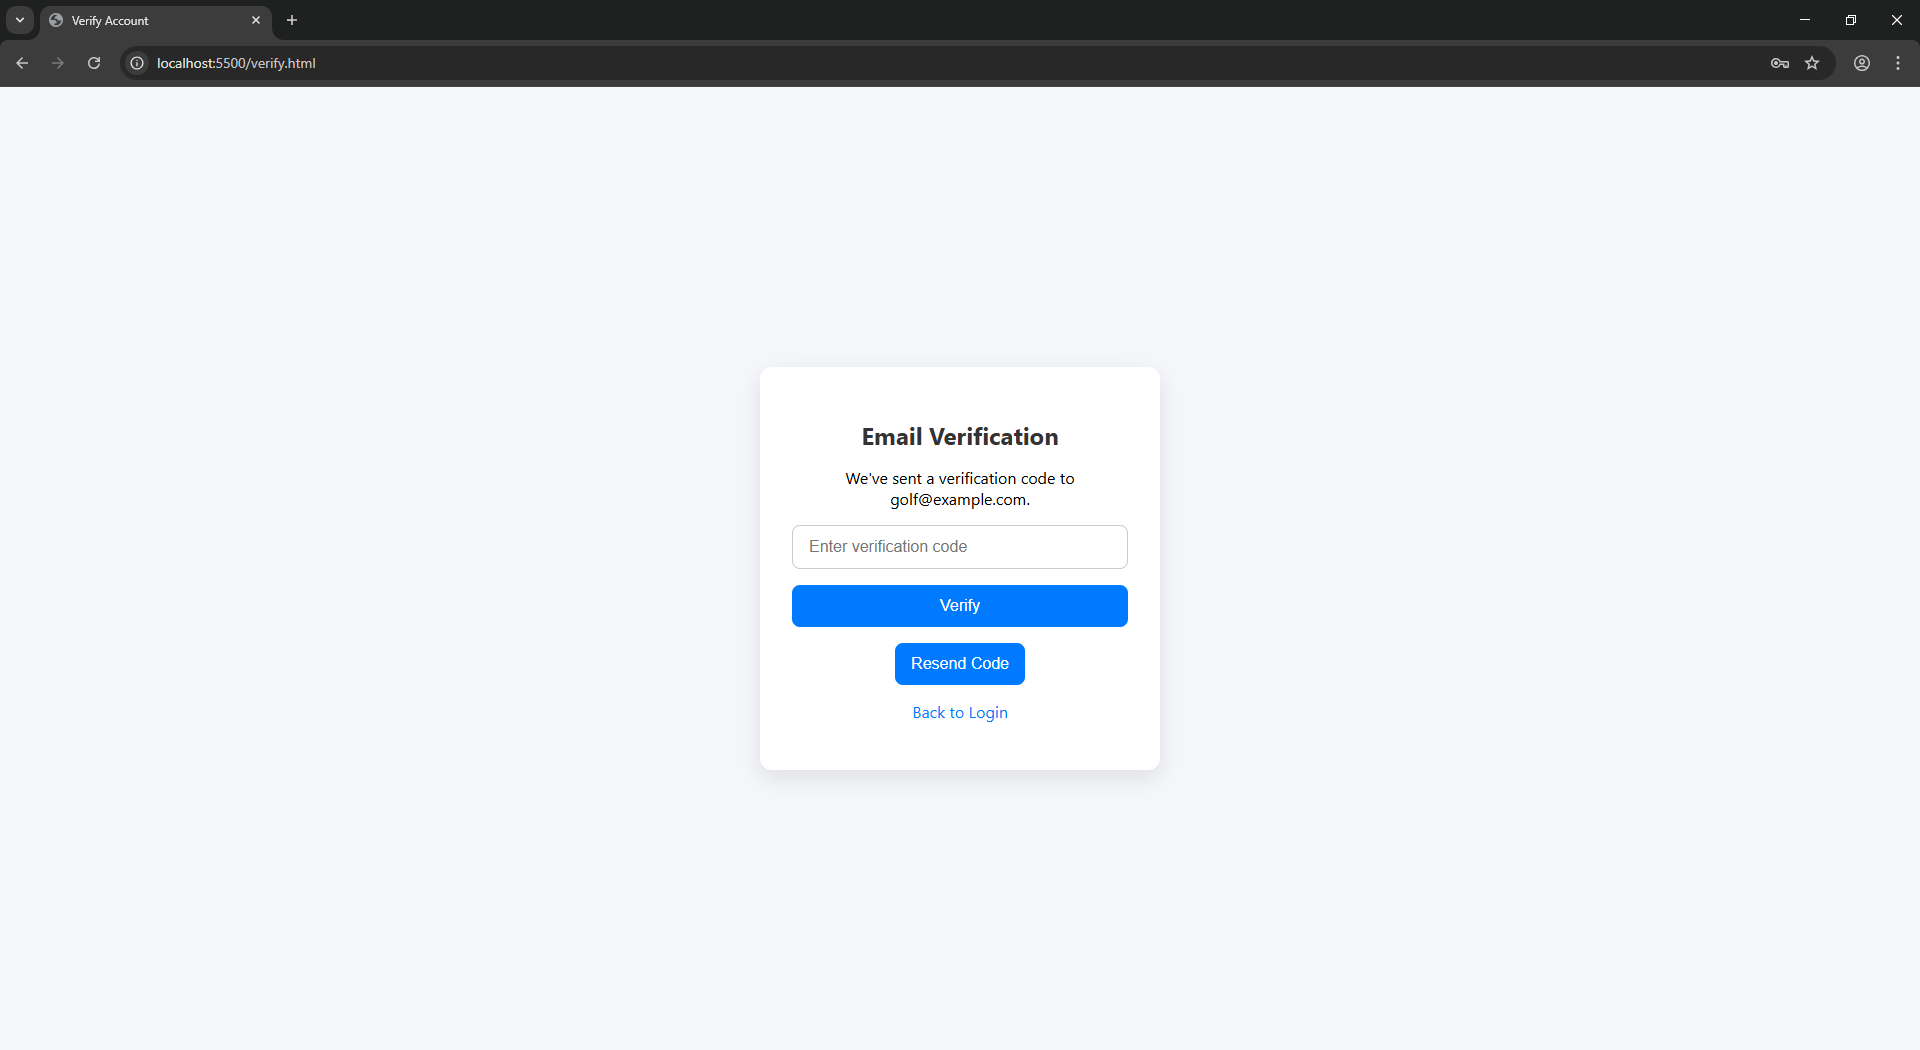 Verify Account
localhost:5500/verify.html
Email Verification
We've sent a verification code to
golf@example.com.
Enter verification code
Verify
Resend Code
Back to Login